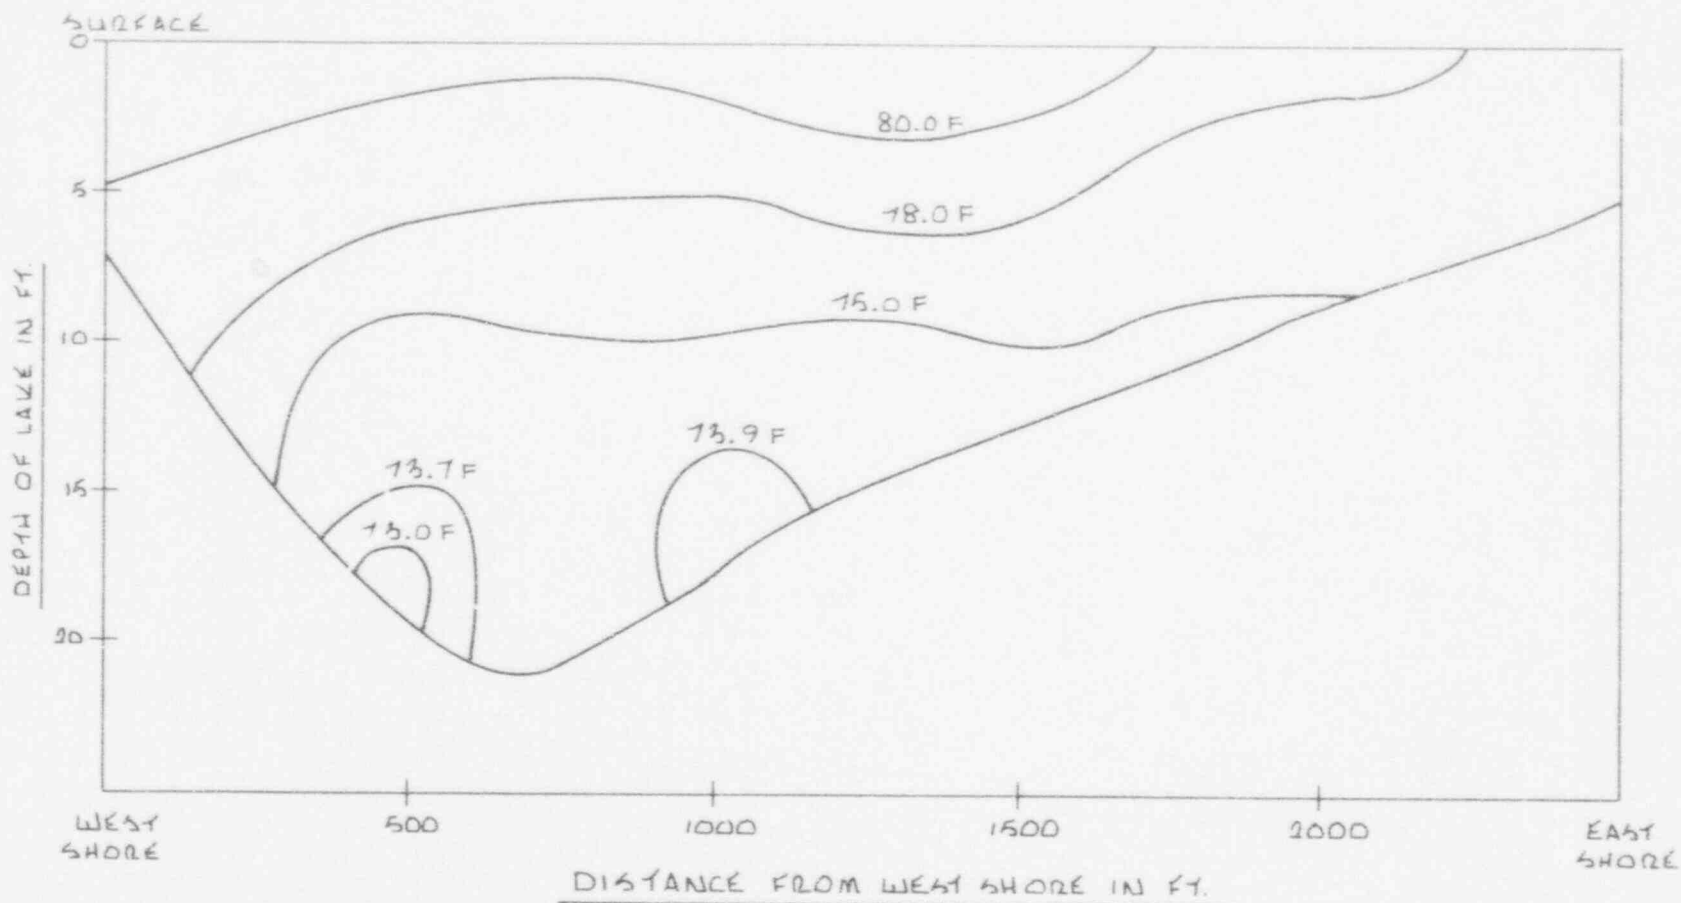 SURFACE
0
80.0 F
5
78.0 F
75.0 F
10
73.9 F
73.7 F
15
73.0 F
20
DEPTH OF LAKE IN FT.
WEST SHORE
500
1000
1500
2000
EAST SHORE
DISTANCE FROM WEST SHORE IN FT.